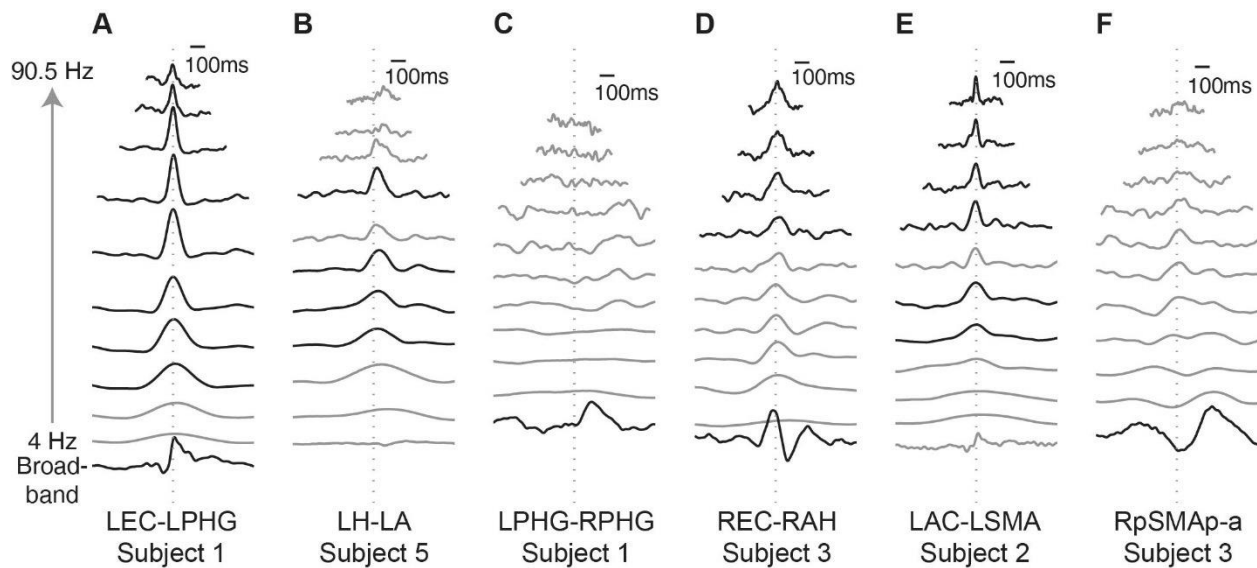 A B C D E F
100ms 100ms 100ms 100ms 100ms 100ms
90.5 Hz
4 Hz
Broad-
band
LEC-LPHG LH-LA LPHG-RPHG REC-RAH LAC-LSMA RpSMAp-a
Subject 1 Subject 5 Subject 1 Subject 3 Subject 2 Subject 3